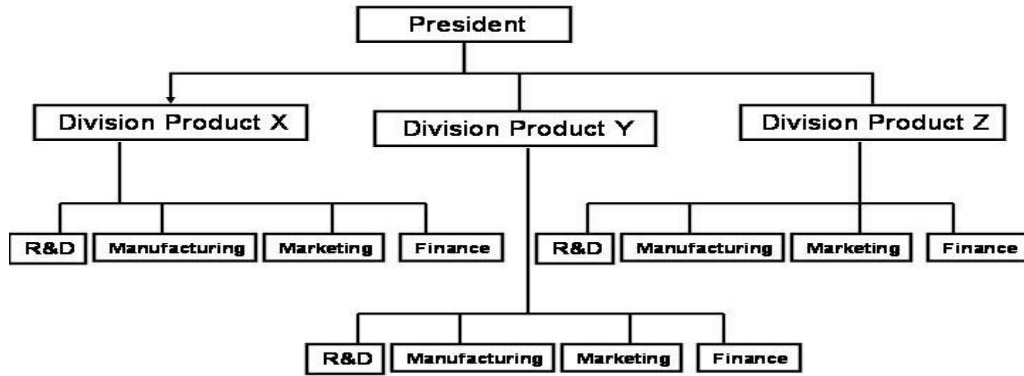 President
Division Product X
Division Product Y
Division Product Z
R&D
Manufacturing
Marketing
Finance
R&D
Manufacturing
Marketing
Finance
R&D
Manufacturing
Marketing
Finance